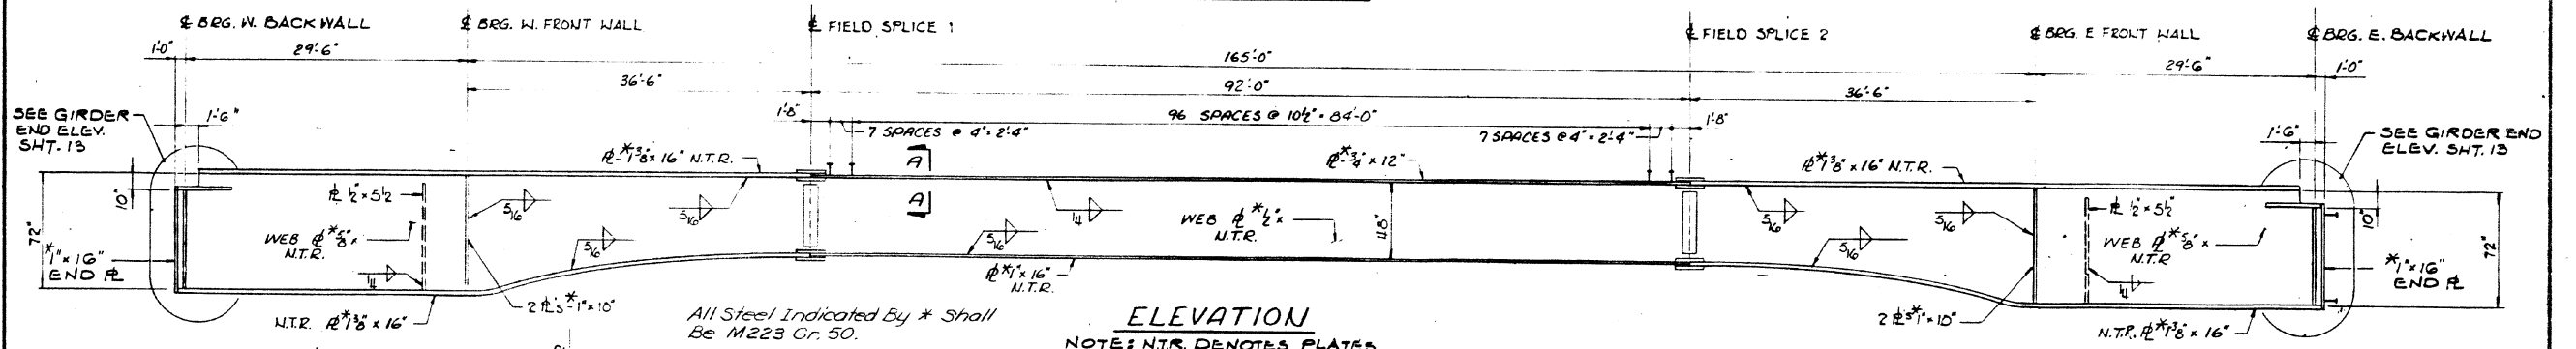 ℄ BRG. W. BACKWALL
℄ BRG. W. FRONT WALL
℄ FIELD SPLICE 1
℄ FIELD SPLICE 2
℄ BRG. E FRONT WALL
℄ BRG. E. BACKWALL
1'-0"
29'-6"
165'-0"
29'-6"
1'-0"
36'-6"
92'-0"
36'-6"
SEE GIRDER
END ELEV.
SHT. 13
1'-6"
1'-8"
7 SPACES @ 4" = 2'-4"
96 SPACES @ 10½" = 84'-0"
7 SPACES @ 4" = 2'-4"
1'-8"
1'-6"
SEE GIRDER END
ELEV. SHT. 13
℄-*1⅜" x 16" N.T.R.
A
A
℄*-¾" x 12"
℄*1⅜" x 16" N.T.R.
10"
72"
℄ ½" x 5½
WEB ℄*⅝" x
N.T.R.
*1" x 16"
END ℄
1/4
5/16
5/16
5/16
5/16
1/4
WEB ℄*½" x
N.T.R.
48"
5/16
5/16
5/16
℄ ½" x 5½"
WEB ℄*⅝" x
N.T.R
1/4
10"
72"
*1" x 16"
END ℄
N.T.R. ℄*1⅜" x 16"
2 ℄'s-*1" x 10"
℄*1" x 16"
N.T.R.
2 ℄'s*1" x 10"
N.T.R. ℄*1⅜" x 16"
All Steel Indicated By * Shall
Be M223 Gr. 50.
ELEVATION
NOTE: N.T.R. DENOTES PLATES